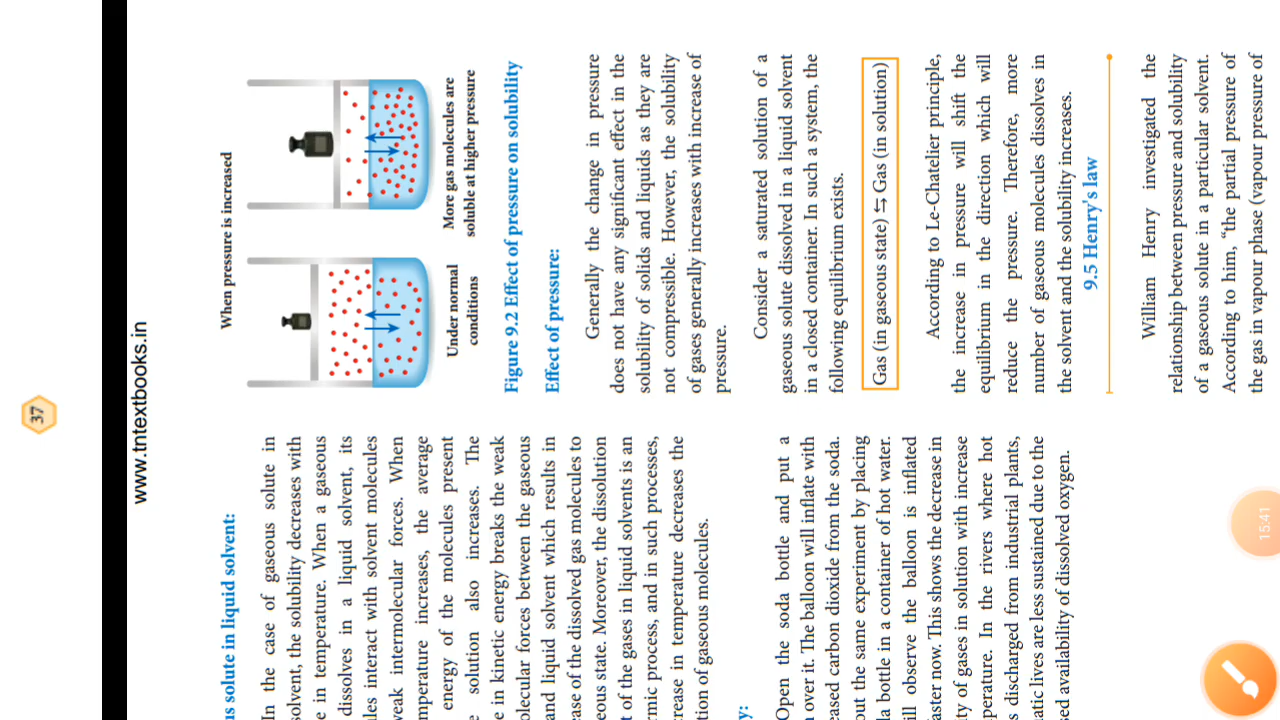 37
www.tntextbooks.in
us solute in liquid solvent:
In the case of gaseous solute in
solvent, the solubility decreases with
e in temperature. When a gaseous
dissolves in a liquid solvent, its
les interact with solvent molecules
weak intermolecular forces. When
mperature increases, the average
energy of the molecules present
e solution also increases. The
e in kinetic energy breaks the weak
olecular forces between the gaseous
and liquid solvent which results in
ase of the dissolved gas molecules to
eous state. Moreover, the dissolution
t of the gases in liquid solvents is an
rmic process, and in such processes,
crease in temperature decreases the
tion of gaseous molecules.
y:
Open the soda bottle and put a
n over it. The balloon will inflate with
eased carbon dioxide from the soda.
out the same experiment by placing
da bottle in a container of hot water.
ill observe the balloon is inflated
faster now. This shows the decrease in
ity of gases in solution with increase
perature. In the rivers where hot
s discharged from industrial plants,
atic lives are less sustained due to the
sed availability of dissolved oxygen.
When pressure is increased
Under normal
conditions
More gas molecules are
soluble at higher pressure
Figure 9.2 Effect of pressure on solubility
Effect of pressure:
Generally the change in pressure
does not have any significant effect in the
solubility of solids and liquids as they are
not compressible. However, the solubility
of gases generally increases with increase of
pressure.
Consider a saturated solution of a
gaseous solute dissolved in a liquid solvent
in a closed container. In such a system, the
following equilibrium exists.
Gas (in gaseous state) ⇆ Gas (in solution)
According to Le-Chatelier principle,
the increase in pressure will shift the
equilibrium in the direction which will
reduce the pressure. Therefore, more
number of gaseous molecules dissolves in
the solvent and the solubility increases.
9.5 Henry's law
William Henry investigated the
relationship between pressure and solubility
of a gaseous solute in a particular solvent.
According to him, “the partial pressure of
the gas in vapour phase (vapour pressure of
15:41